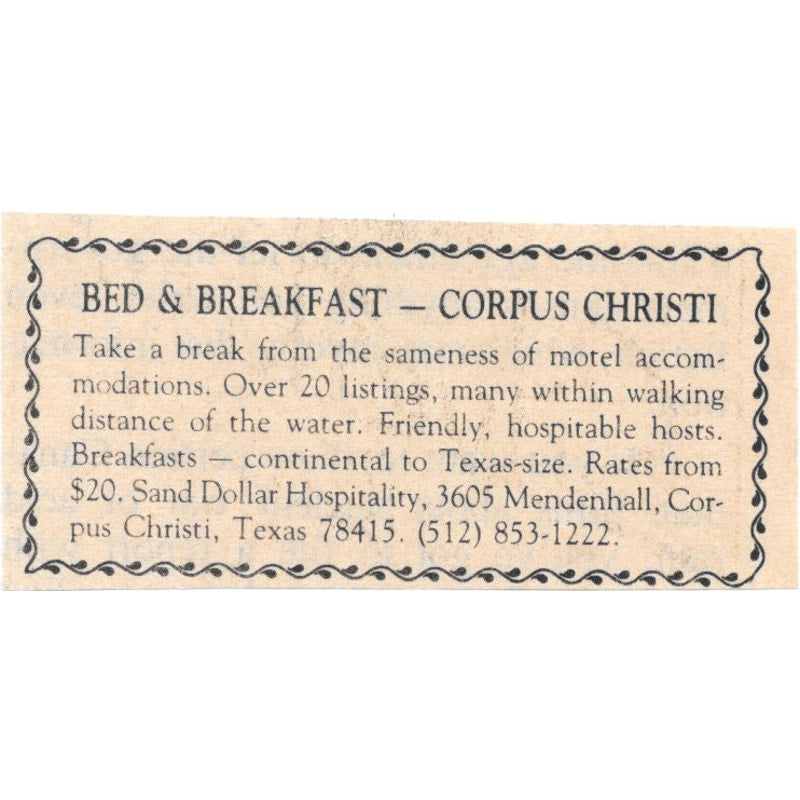 BED & BREAKFAST — CORPUS CHRISTI
Take a break from the sameness of motel accom-
modations. Over 20 listings, many within walking
distance of the water. Friendly, hospitable hosts.
Breakfasts — continental to Texas-size. Rates from
$20. Sand Dollar Hospitality, 3605 Mendenhall, Cor-
pus Christi, Texas 78415. (512) 853-1222.